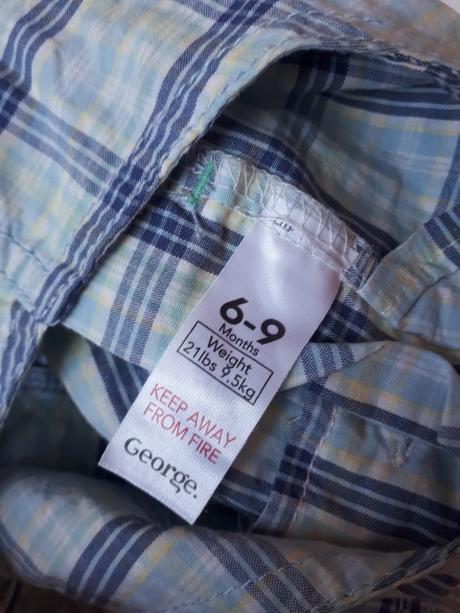 6-9
Months
Weight
21lbs 9.5kg
KEEP AWAY
FROM FIRE
George.